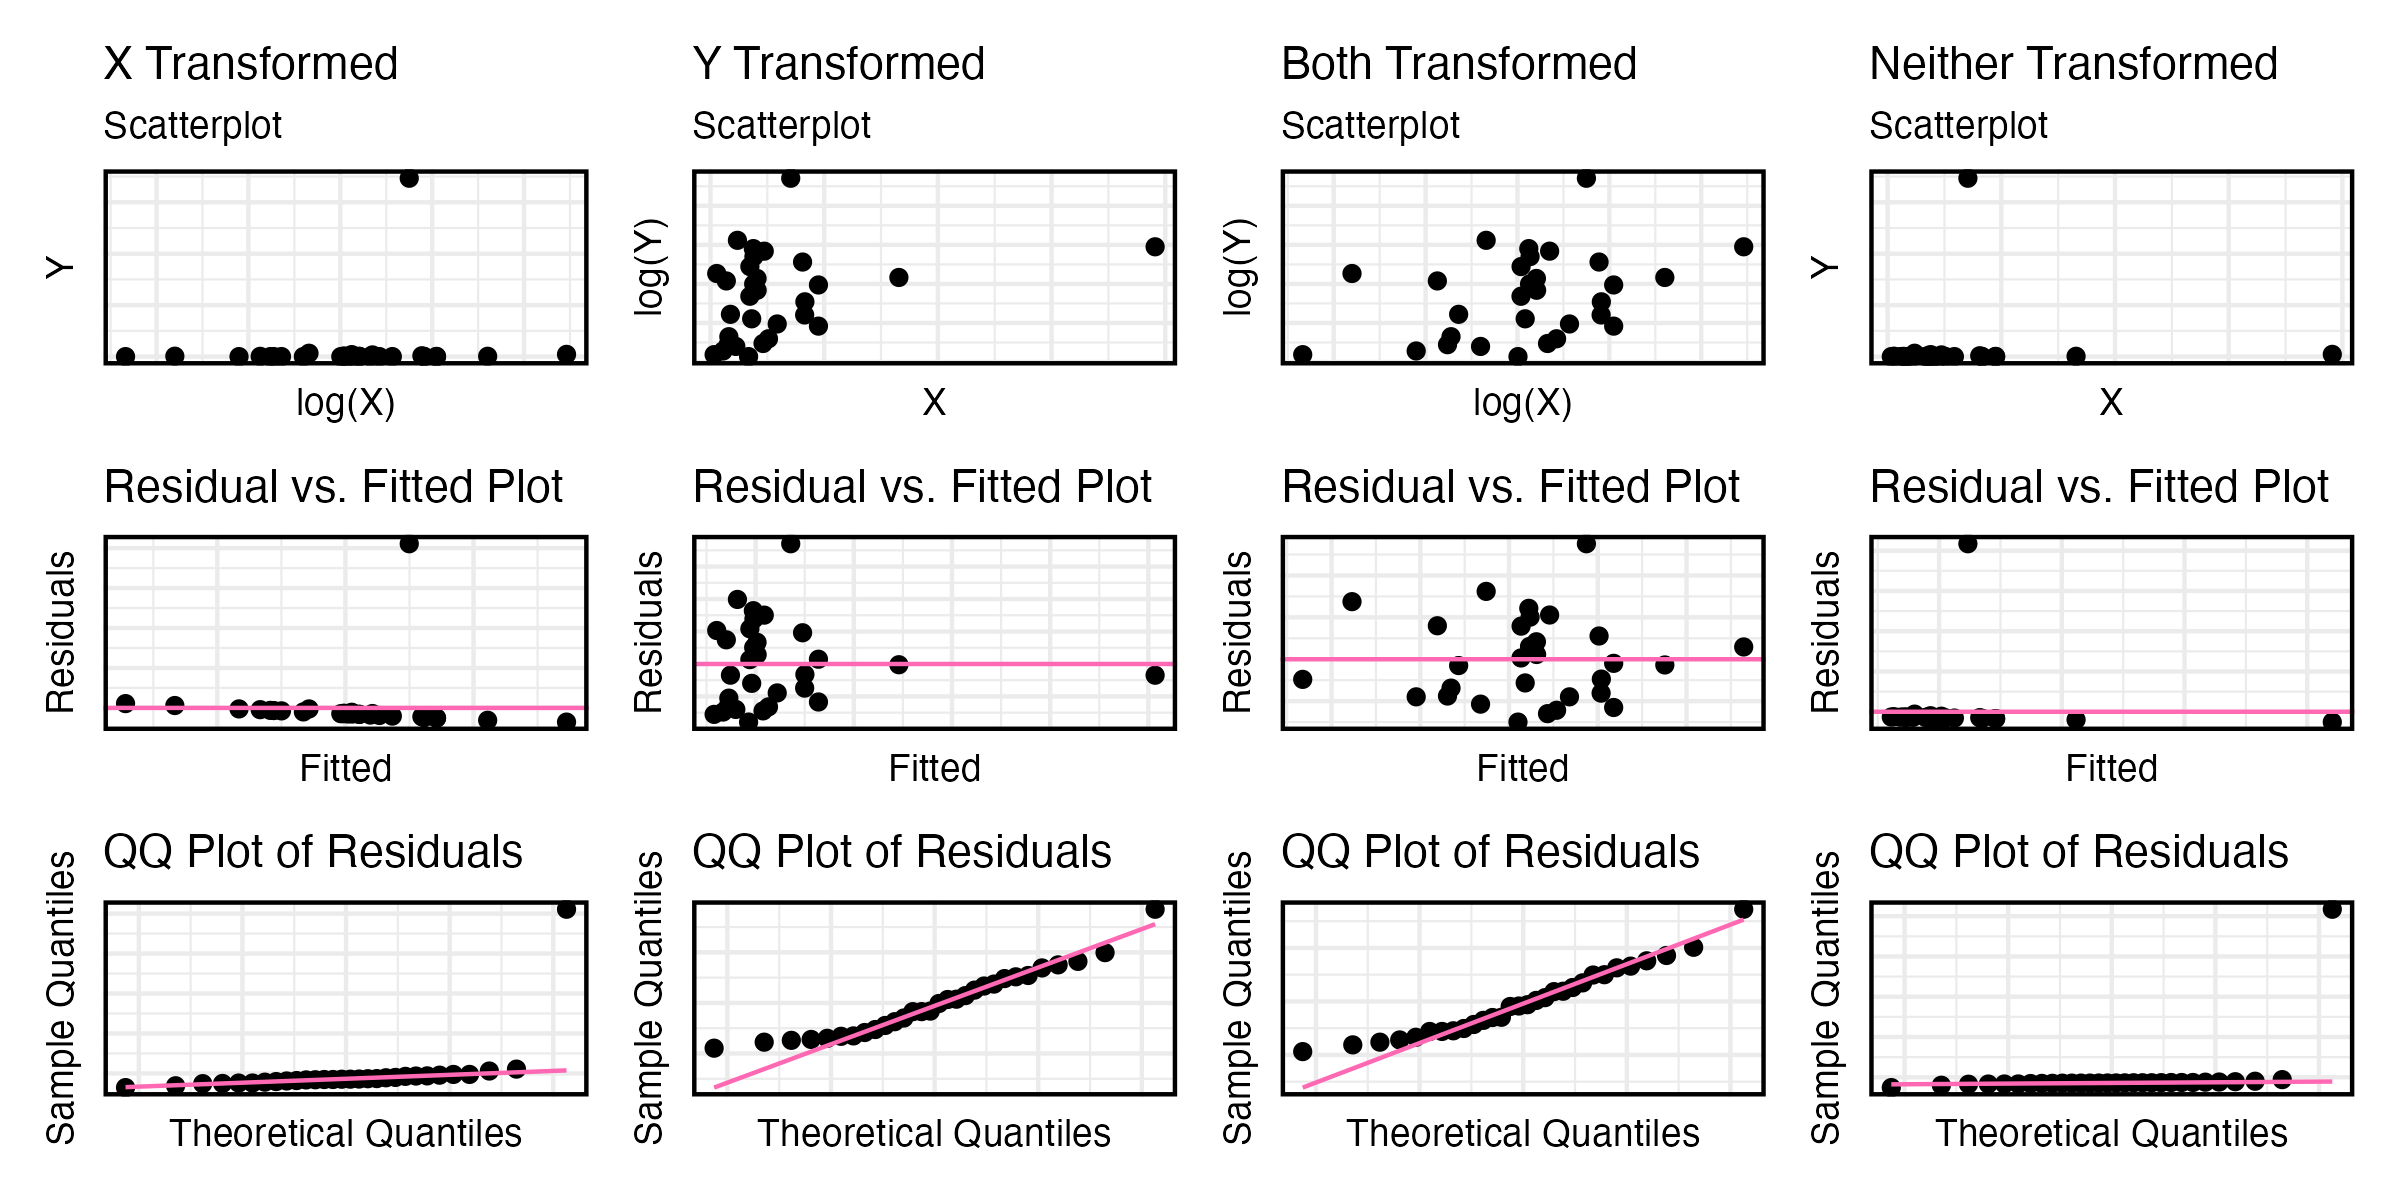 X Transformed
Y Transformed
Both Transformed
Neither Transformed
Scatterplot
Scatterplot
Scatterplot
Scatterplot
Y
log(Y)
log(Y)
Y
log(X)
X
log(X)
X
Residual vs. Fitted Plot
Residual vs. Fitted Plot
Residual vs. Fitted Plot
Residual vs. Fitted Plot
Residuals
Residuals
Residuals
Residuals
Fitted
Fitted
Fitted
Fitted
QQ Plot of Residuals
QQ Plot of Residuals
QQ Plot of Residuals
QQ Plot of Residuals
Sample Quantiles
Sample Quantiles
Sample Quantiles
Sample Quantiles
Theoretical Quantiles
Theoretical Quantiles
Theoretical Quantiles
Theoretical Quantiles